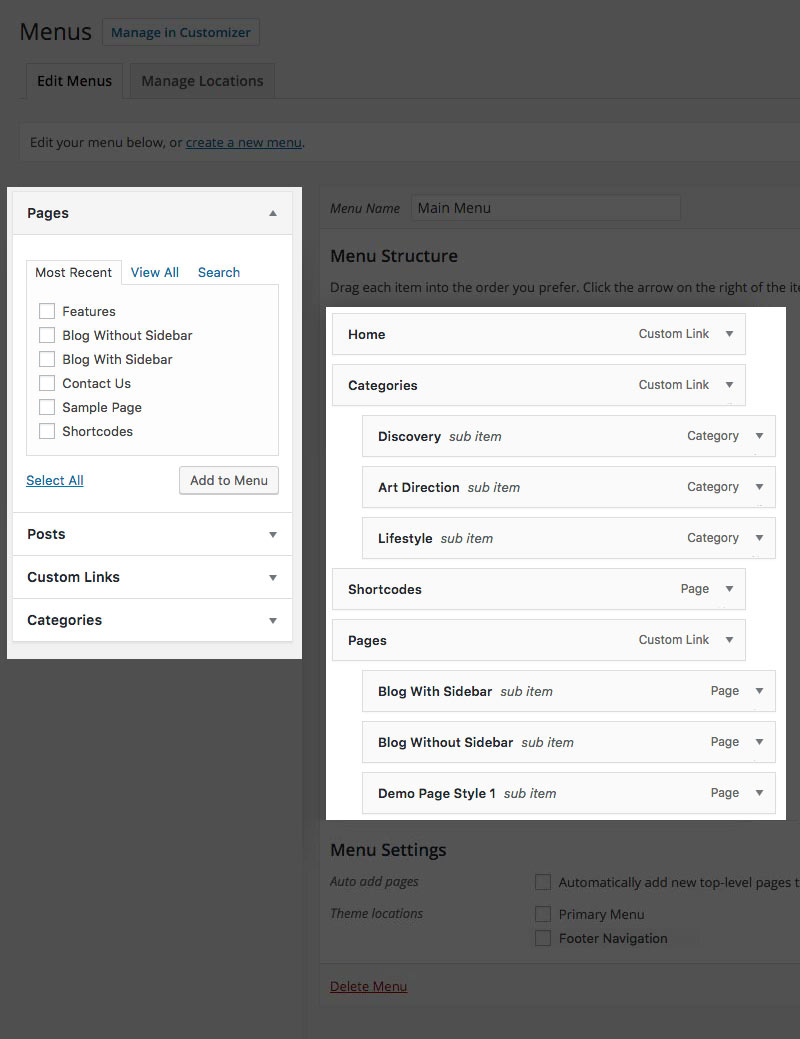 Menus Manage in Customizer
Edit Menus Manage Locations
Edit your menu below, or create a new menu.
Pages
Most Recent View All Search
Features
Blog Without Sidebar
Blog With Sidebar
Contact Us
Sample Page
Shortcodes
Select All Add to Menu
Posts
Custom Links
Categories
Menu Name Main Menu
Menu Structure
Drag each item into the order you prefer. Click the arrow on the right of the ite
Home Custom Link
Categories Custom Link
Discovery sub item Category
Art Direction sub item Category
Lifestyle sub item Category
Shortcodes Page
Pages Custom Link
Blog With Sidebar sub item Page
Blog Without Sidebar sub item Page
Demo Page Style 1 sub item Page
Menu Settings
Auto add pages Automatically add new top-level pages t
Theme locations Primary Menu
Footer Navigation
Delete Menu